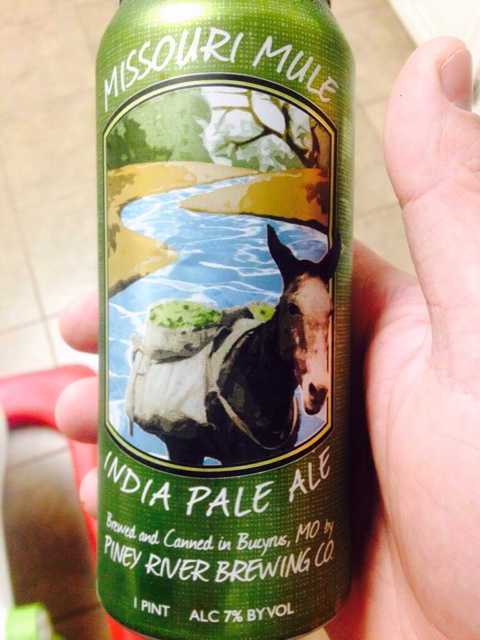 MISSOURI MULE
INDIA PALE ALE
Brewed and Canned in Bucyrus, MO by
PINEY RIVER BREWING CO.
1 PINT ALC 7% BY VOL